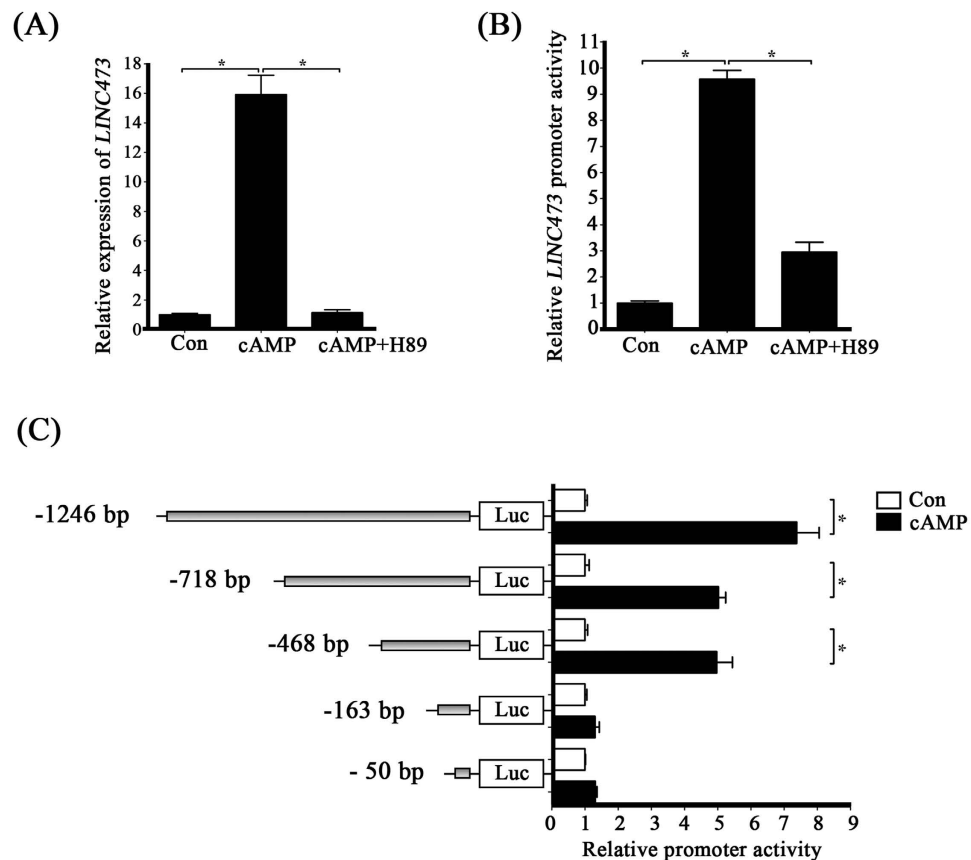 (A)
Relative expression of LINC473
18
16
14
12
10
8
6
4
2
0
*
*
Con
cAMP
cAMP+H89
(B)
Relative LINC473 promoter activity
11
10
9
8
7
6
5
4
3
2
1
0
*
*
Con
cAMP
cAMP+H89
(C)
-1246 bp
Luc
*
-718 bp
Luc
*
-468 bp
Luc
*
-163 bp
Luc
- 50 bp
Luc
Con
cAMP
0 1 2 3 4 5 6 7 8 9
Relative promoter activity